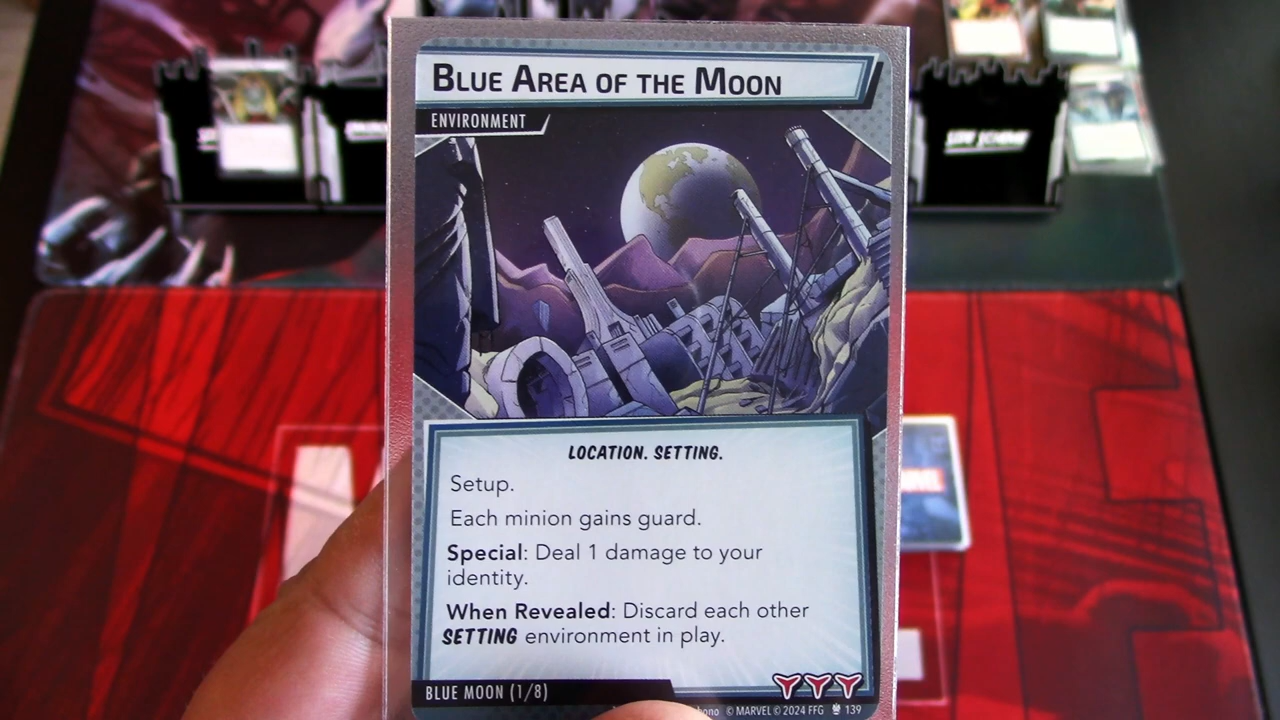 BLUE AREA OF THE MOON
ENVIRONMENT
LOCATION. SETTING.
Setup.
Each minion gains guard.
Special: Deal 1 damage to your
identity.
When Revealed: Discard each other
SETTING environment in play.
BLUE MOON (1/8)
© MARVEL © 2024 FFG 139